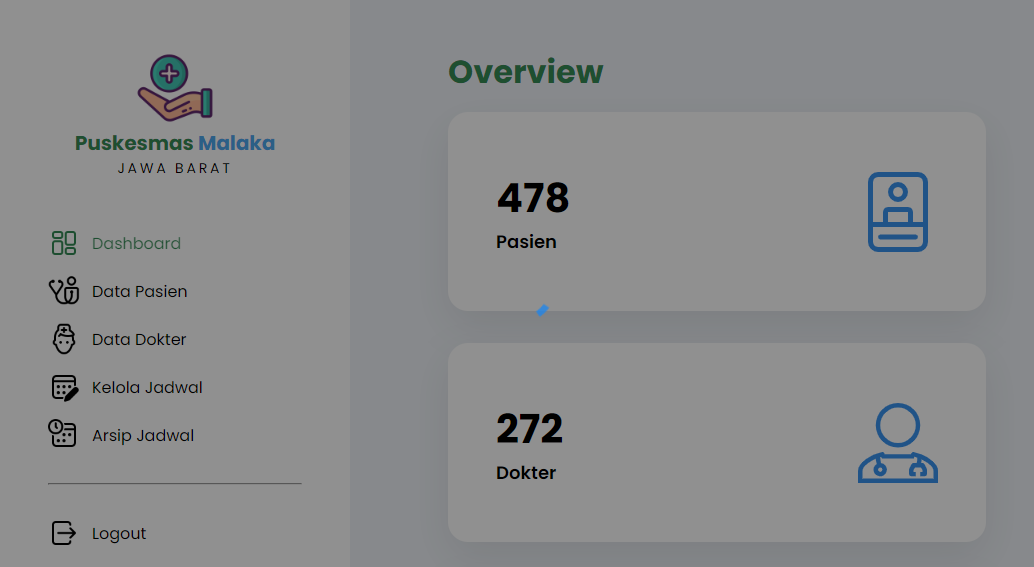 Puskesmas Malaka
JAWA BARAT
Dashboard
Data Pasien
Data Dokter
Kelola Jadwal
Arsip Jadwal
Logout
Overview
478
Pasien
272
Dokter